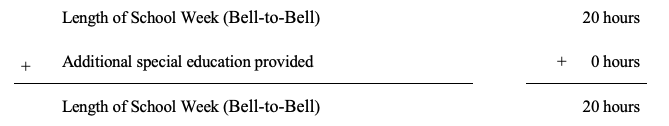 Length of School Week (Bell-to-Bell) 20 hours
+ Additional special education provided + 0 hours
Length of School Week (Bell-to-Bell) 20 hours